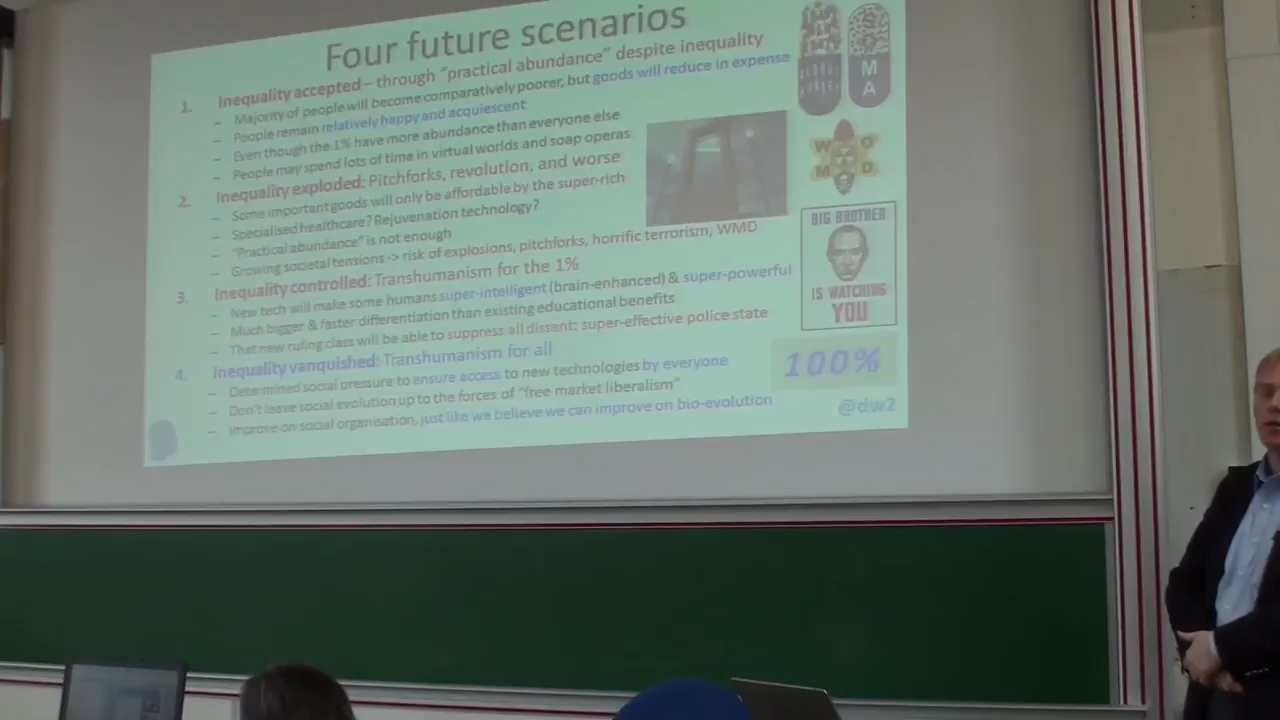 Four future scenarios
1. Inequality accepted – through “practical abundance” despite inequality
– Majority of people will become comparatively poorer, but goods will reduce in expense
– People remain relatively happy and acquiescent
– Even though the 1% have more abundance than everyone else
– People may spend lots of time in virtual worlds and soap operas
2. Inequality exploded: Pitchforks, revolution, and worse
– Some important goods will only be affordable by the super-rich
– Specialised healthcare? Rejuvenation technology?
– “Practical abundance” is not enough
– Growing societal tensions -> risk of explosions, pitchforks, horrific terrorism, WMD
3. Inequality controlled: Transhumanism for the 1%
– New tech will make some humans super-intelligent (brain-enhanced) & super-powerful
– Much bigger & faster differentiation than existing educational benefits
– That new ruling class will be able to suppress all dissent: super-effective police state
4. Inequality vanquished: Transhumanism for all
– Determined social pressure to ensure access to new technologies by everyone
– Don’t leave social evolution up to the forces of “free market liberalism”
– Improve on social organisation, just like we believe we can improve on bio-evolution
M
A
W O
M D
BIG BROTHER
IS WATCHING
YOU
100%
@dw2